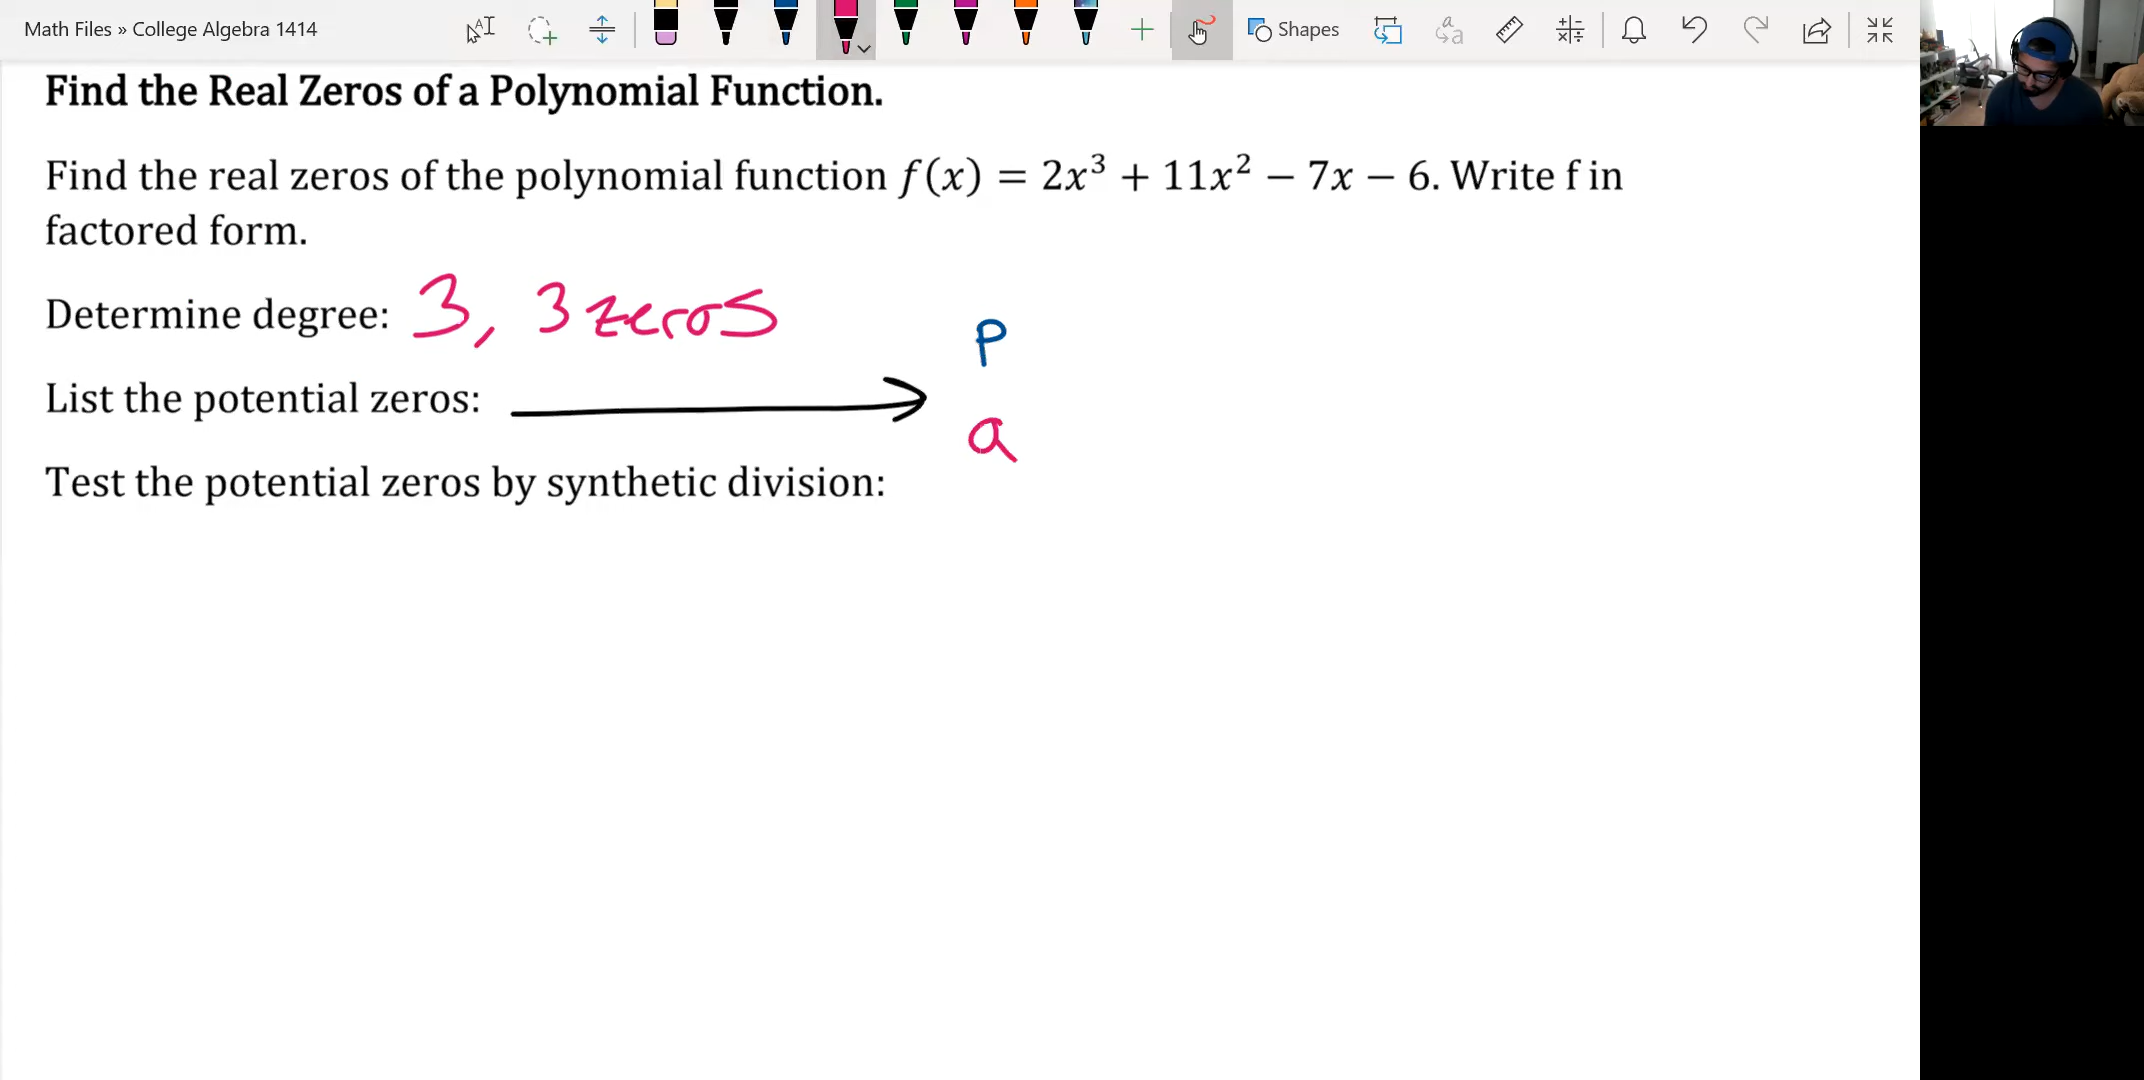 Math Files » College Algebra 1414
Shapes
Find the Real Zeros of a Polynomial Function.
Find the real zeros of the polynomial function f(x) = 2x³ + 11x² − 7x − 6. Write f in
factored form.
Determine degree: 3, 3 zeros
P
List the potential zeros:
q
Test the potential zeros by synthetic division: